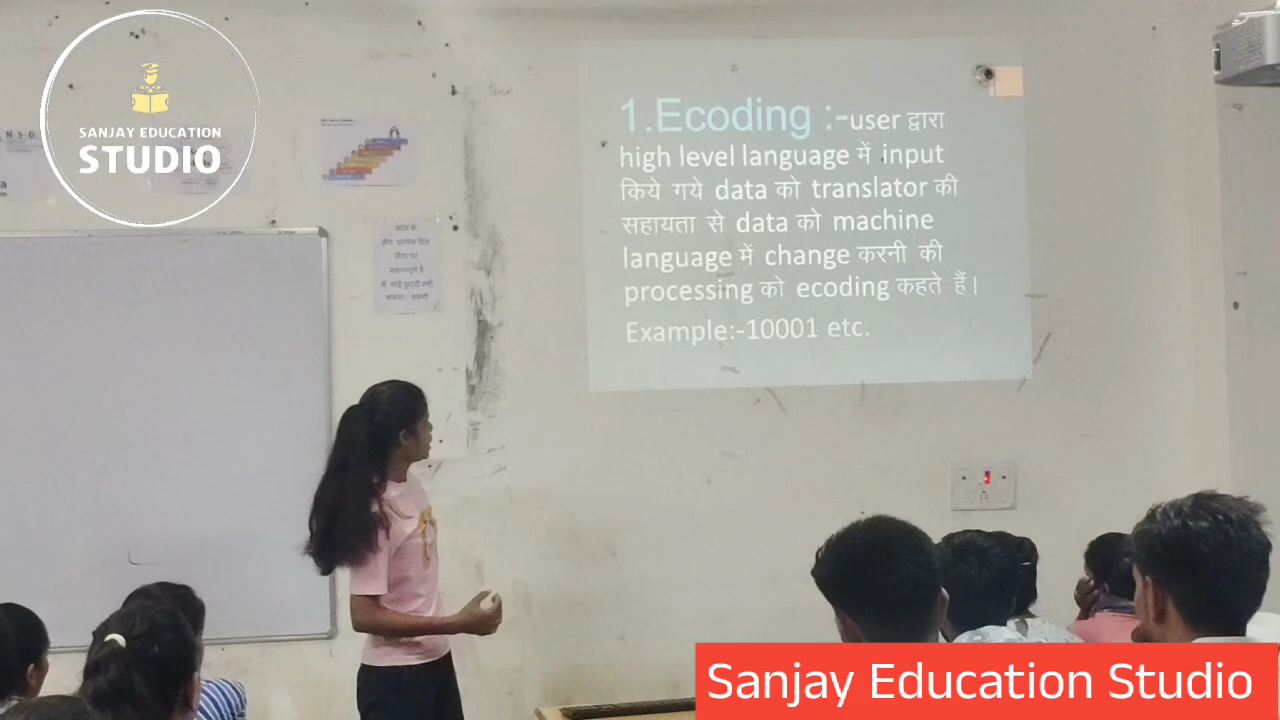 SANJAY EDUCATION
STUDIO
N S D
1.Ecoding :-user द्वारा
high level language में input
किये गये data को translator की
सहायता से data को machine
language में change करनी की
processing को ecoding कहते हैं।
Example:-10001 etc.
Sanjay Education Studio